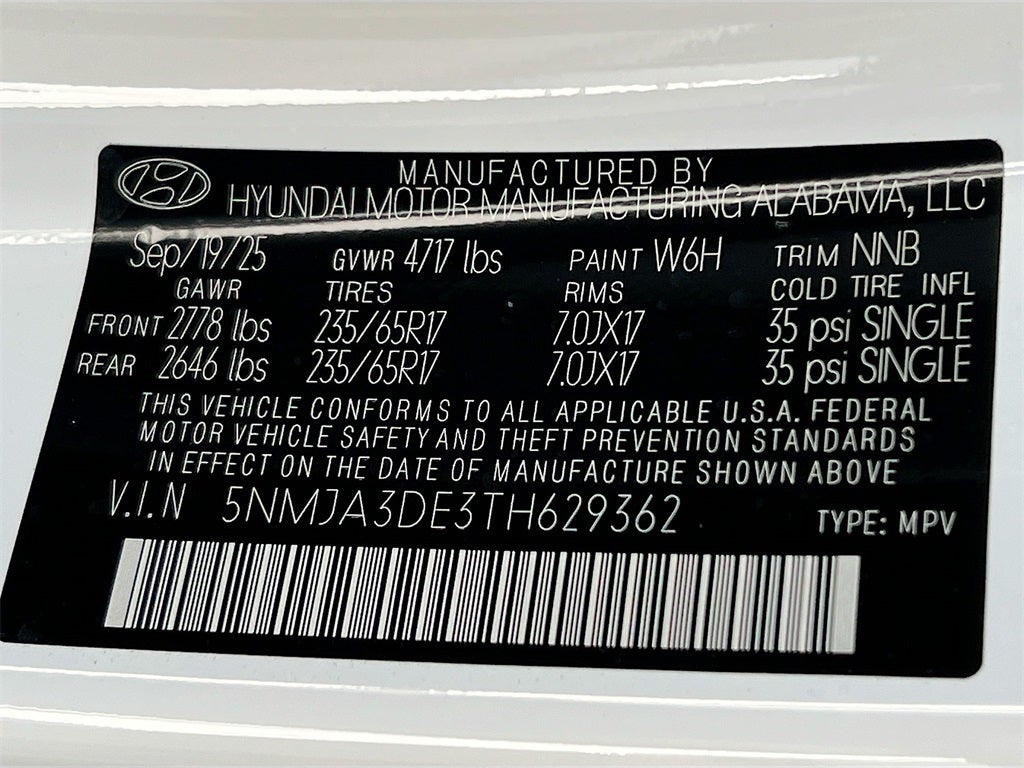 MANUFACTURED BY
HYUNDAI MOTOR MANUFACTURING ALABAMA, LLC
Sep/19/25 GVWR 4717 lbs PAINT W6H TRIM NNB
GAWR TIRES RIMS COLD TIRE INFL
FRONT 2778 lbs 235/65R17 7.0JX17 35 psi SINGLE
REAR 2646 lbs 235/65R17 7.0JX17 35 psi SINGLE
THIS VEHICLE CONFORMS TO ALL APPLICABLE U.S.A. FEDERAL
MOTOR VEHICLE SAFETY AND THEFT PREVENTION STANDARDS
IN EFFECT ON THE DATE OF MANUFACTURE SHOWN ABOVE
V.I.N 5NMJA3DE3TH629362 TYPE: MPV